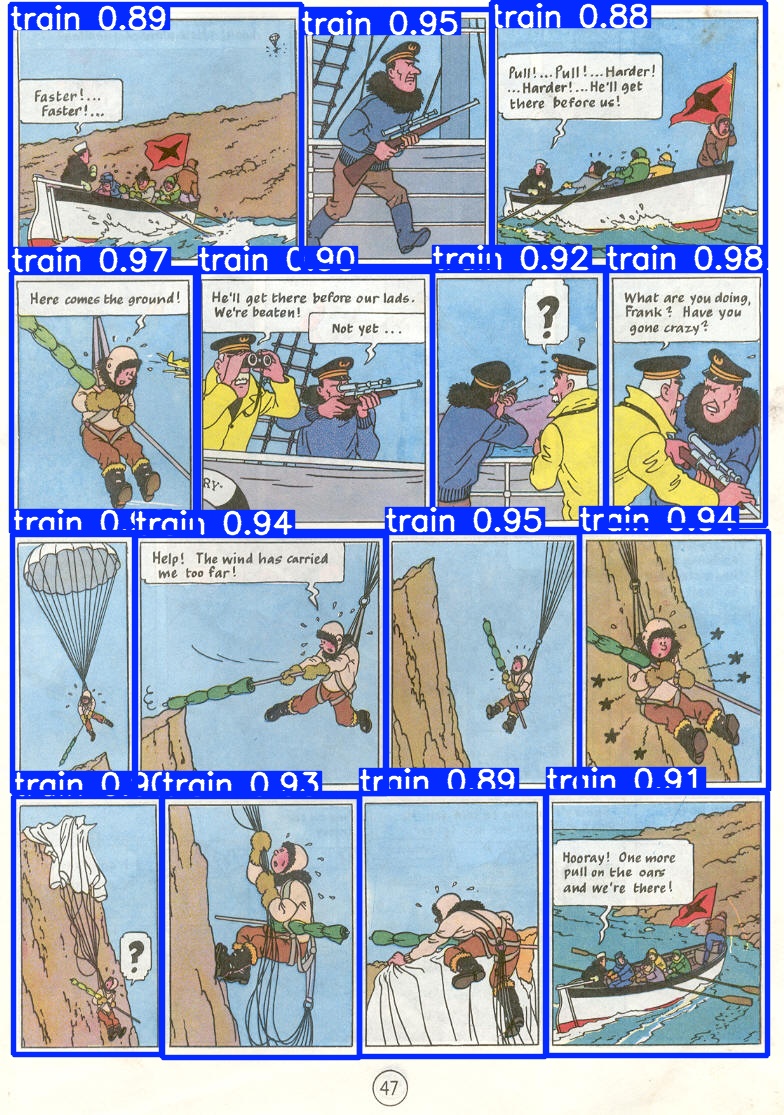 train 0.89
train 0.95
train 0.88
Faster!...
Faster!...
Pull!...Pull!...Harder!
...Harder!...He'll get
there before us!
train 0.97
train 0.90
train 0.92
train 0.98
Here comes the ground!
He'll get there before our lads.
We're beaten!
Not yet ...
?
What are you doing,
Frank? Have you
gone crazy?
RY.
train
train 0.94
train 0.95
train 0.94
Help! The wind has carried
me too far!
train
train 0.93
train 0.89
train 0.91
?
Hooray! One more
pull on the oars
and we're there!
47